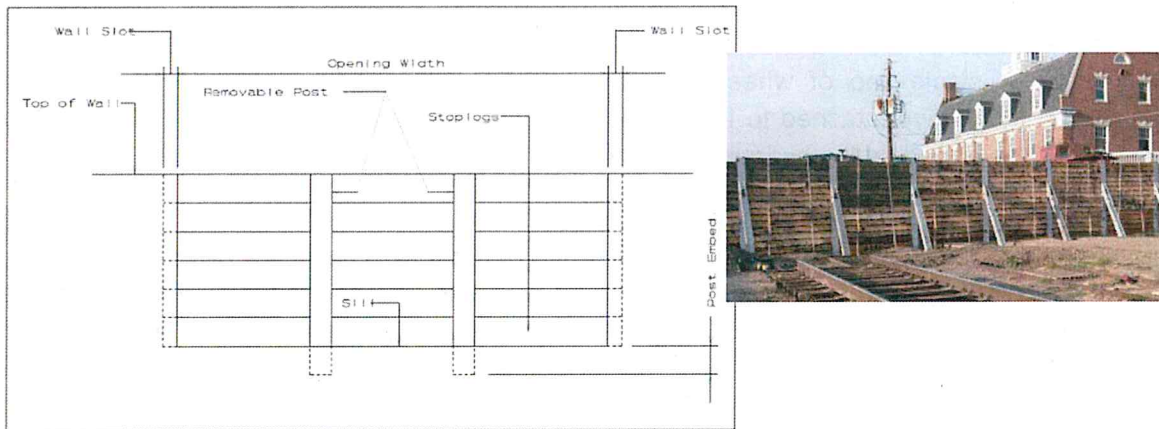 Wall Slot
Wall Slot
Opening Width
Removable Post
Top of Wall
Stoplogs
Sill
Post Embed